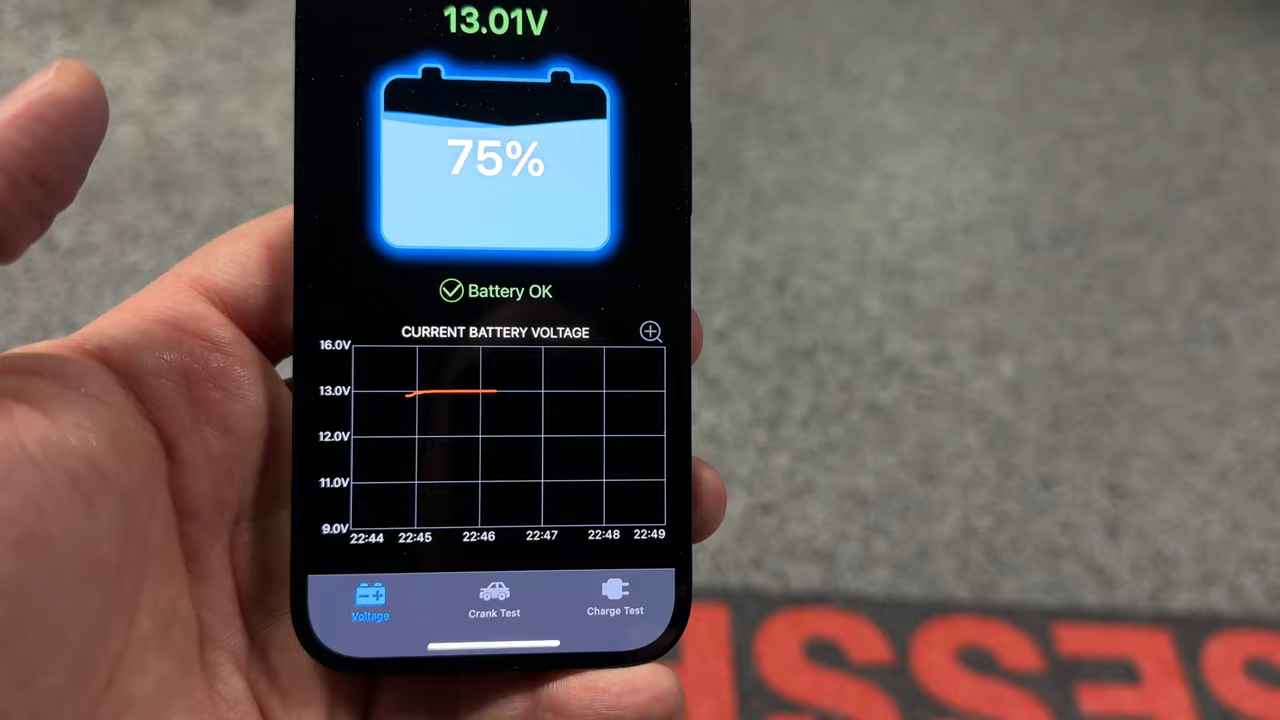 13.01V
75%
Battery OK
CURRENT BATTERY VOLTAGE
16.0V
13.0V
12.0V
11.0V
9.0V
22:44 22:45 22:46 22:47 22:48 22:49
Voltage Crank Test Charge Test